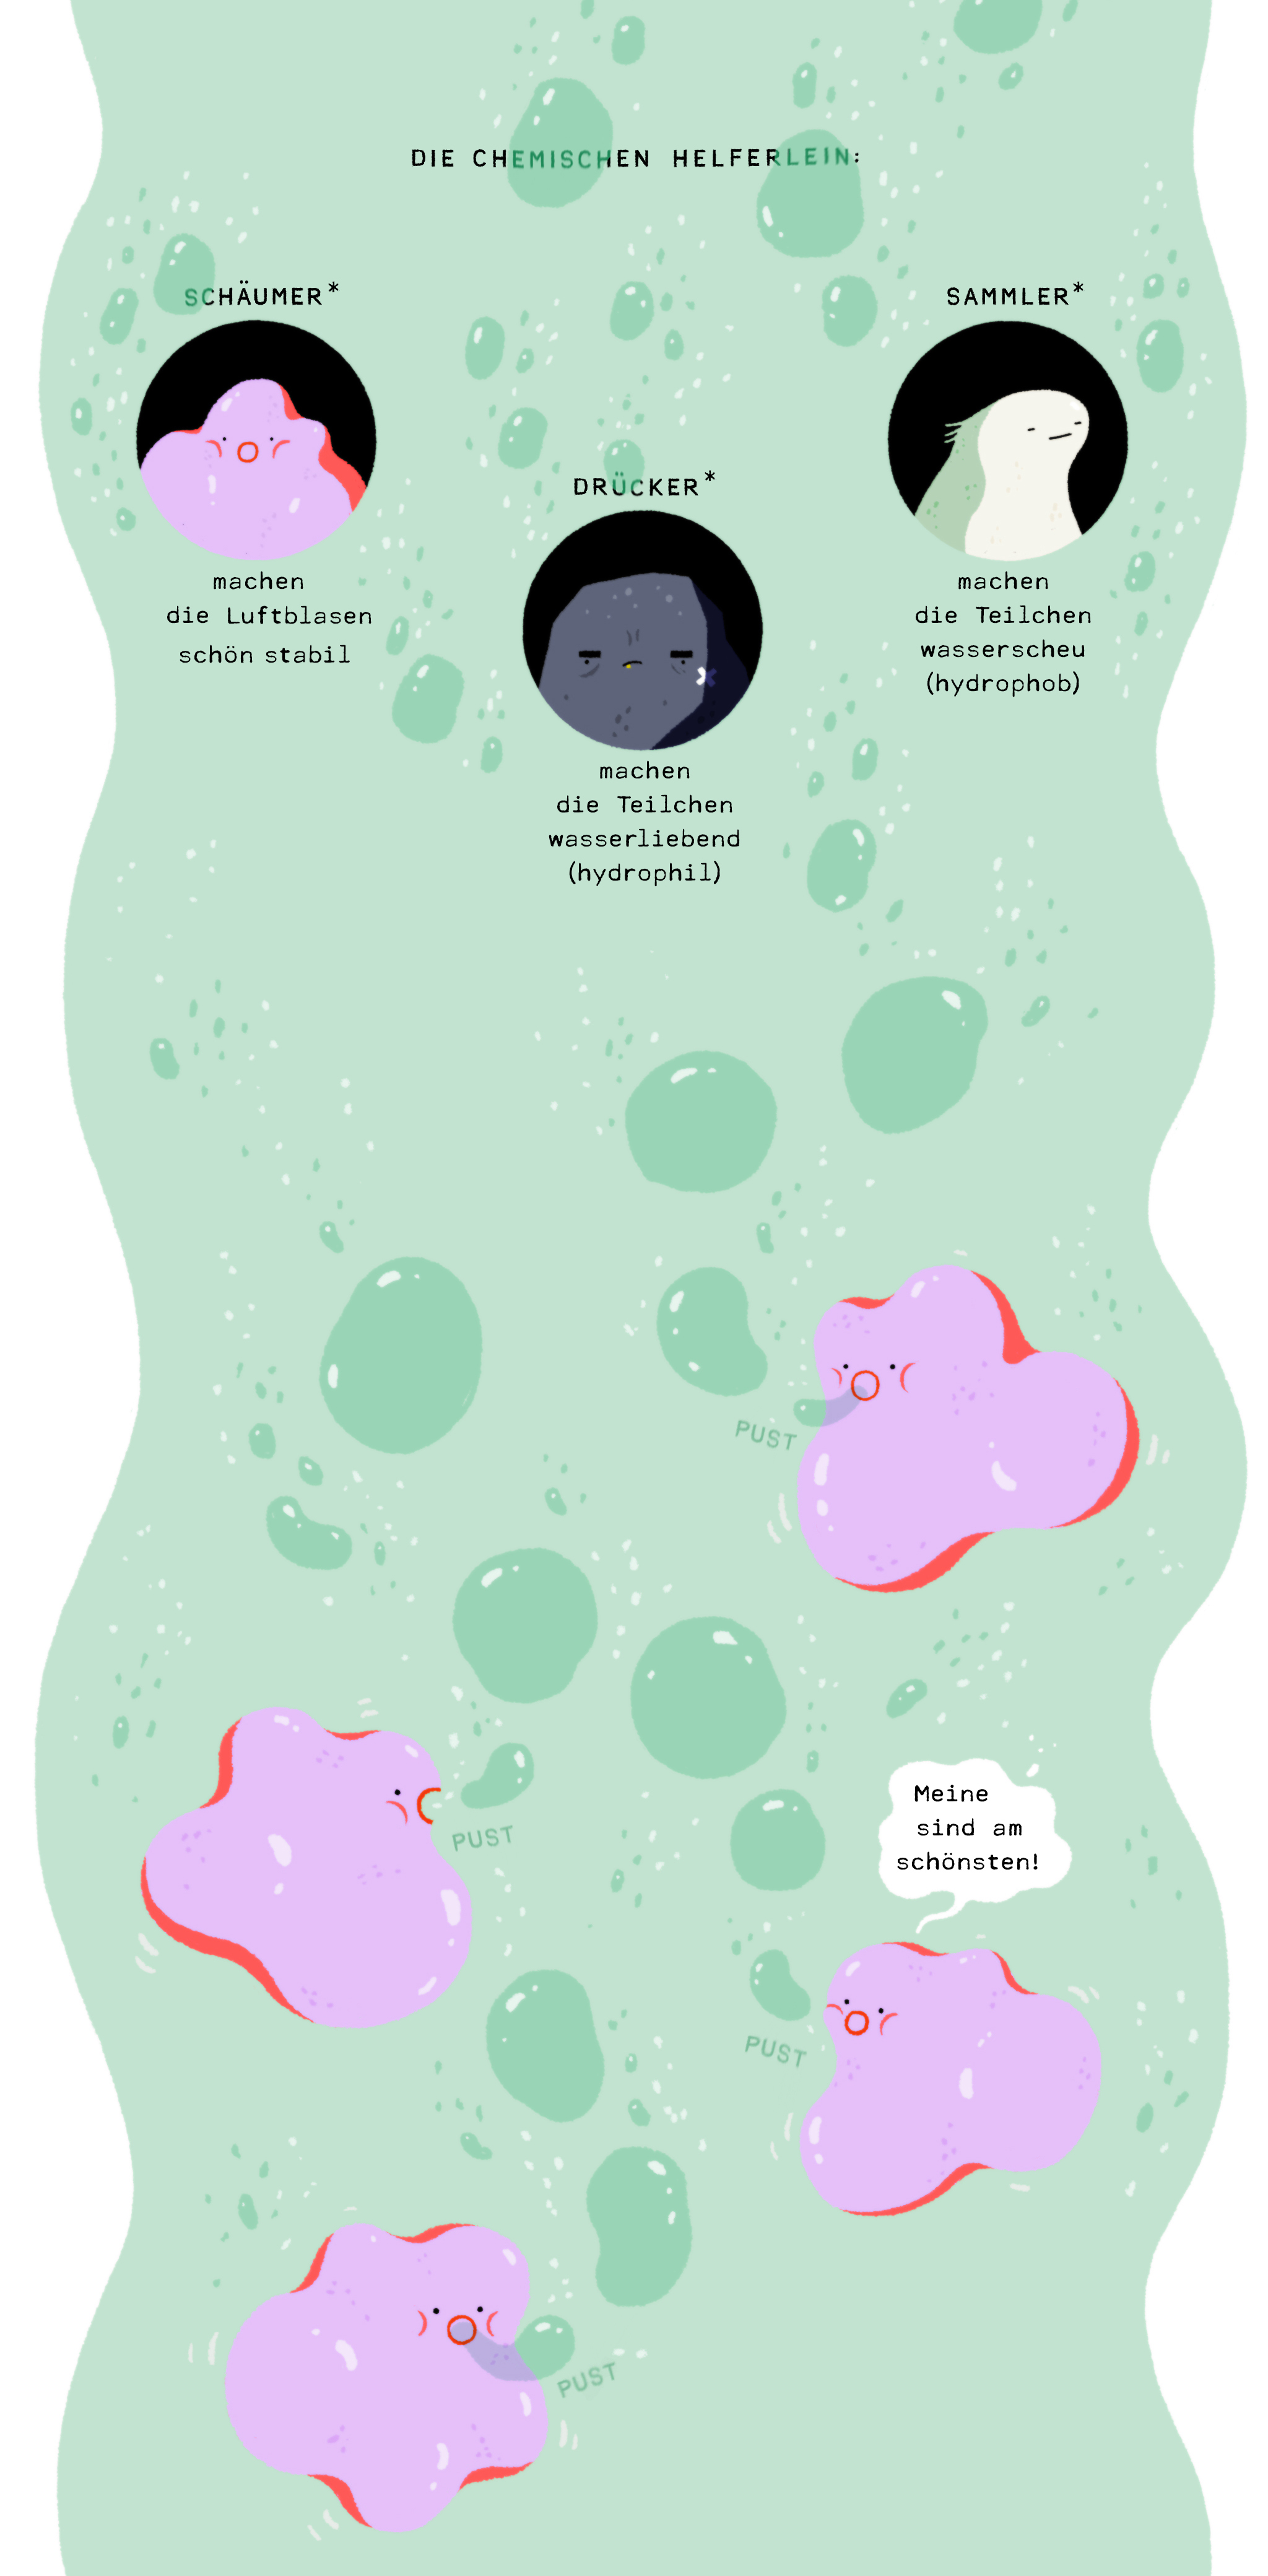 DIE CHEMISCHEN HELFERLEIN:
SCHÄUMER*
machen
die Luftblasen
schön stabil
DRÜCKER*
machen
die Teilchen
wasserliebend
(hydrophil)
SAMMLER*
machen
die Teilchen
wasserscheu
(hydrophob)
PUST
PUST
Meine
sind am
schönsten!
PUST
PUST